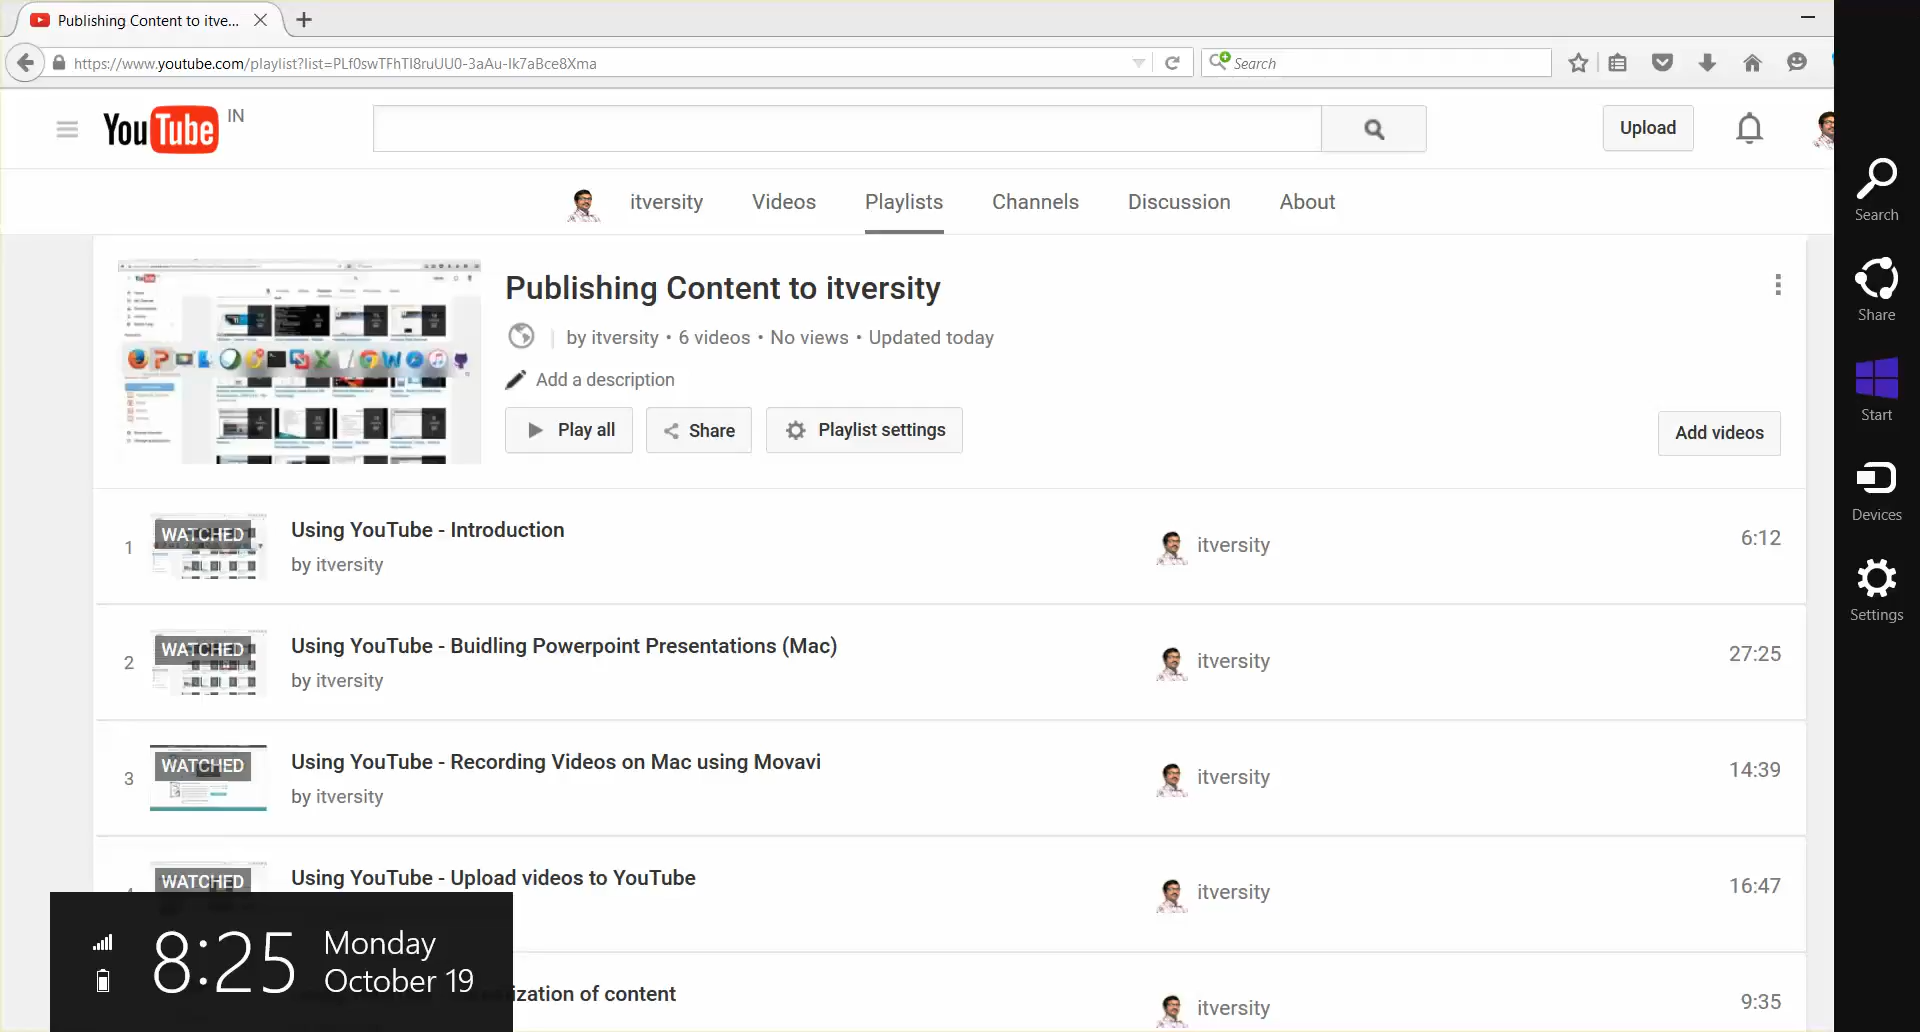 Publishing Content to itve...
https://www.youtube.com/playlist?list=PLf0swTFhTI8ruUU0-3aAu-Ik7aBce8Xma
Search
YouTube IN
Upload
itversity Videos Playlists Channels Discussion About
Publishing Content to itversity
by itversity • 6 videos • No views • Updated today
Add a description
Play all Share Playlist settings
Add videos
1 WATCHED Using YouTube - Introduction itversity 6:12
by itversity
2 WATCHED Using YouTube - Buidling Powerpoint Presentations (Mac) itversity 27:25
by itversity
3 WATCHED Using YouTube - Recording Videos on Mac using Movavi itversity 14:39
by itversity
WATCHED Using YouTube - Upload videos to YouTube itversity 16:47
of content itversity 9:35
8:25 Monday
October 19
Search
Share
Start
Devices
Settings